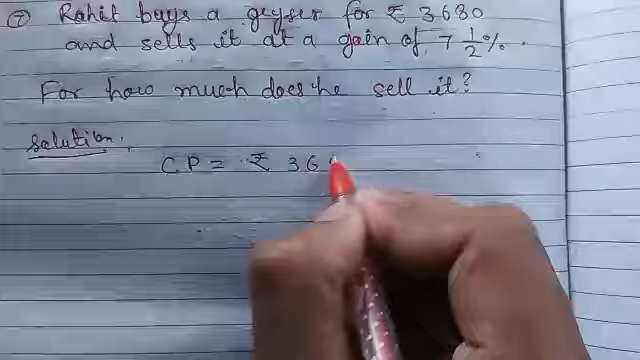 ⑦ Rohit buys a geyser for ₹ 3680
and sells it at a gain of 7 1/2 %.
For how much does he sell it?
Solution:
CP = ₹ 36